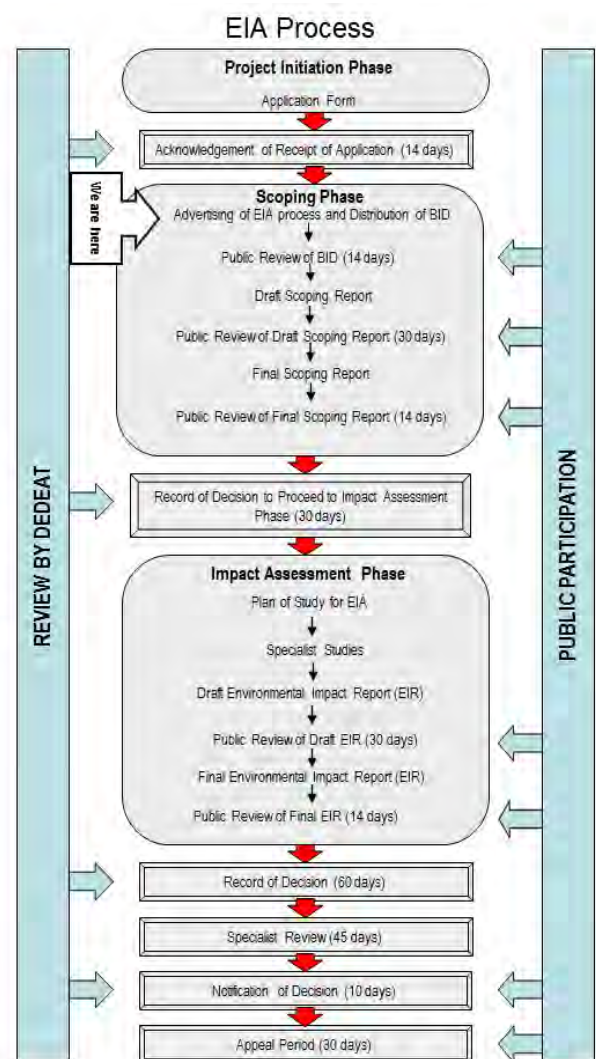 EIA Process
Project Initiation Phase
Application Form
Acknowledgement of Receipt of Application (14 days)
We are here
Scoping Phase
Advertising of EIA process and Distribution of BID
Public Review of BID (14 days)
Draft Scoping Report
Public Review of Draft Scoping Report (30 days)
Final Scoping Report
Public Review of Final Scoping Report (14 days)
Record of Decision to Proceed to Impact Assessment
Phase (30 days)
Impact Assessment Phase
Plan of Study for EIA
Specialist Studies
Draft Environmental Impact Report (EIR)
Public Review of Draft EIR (30 days)
Final Environmental Impact Report (EIR)
Public Review of Final EIR (14 days)
Record of Decision (60 days)
Specialist Review (45 days)
Notification of Decision (10 days)
Appeal Period (30 days)
REVIEW BY DEDEAT
PUBLIC PARTICIPATION